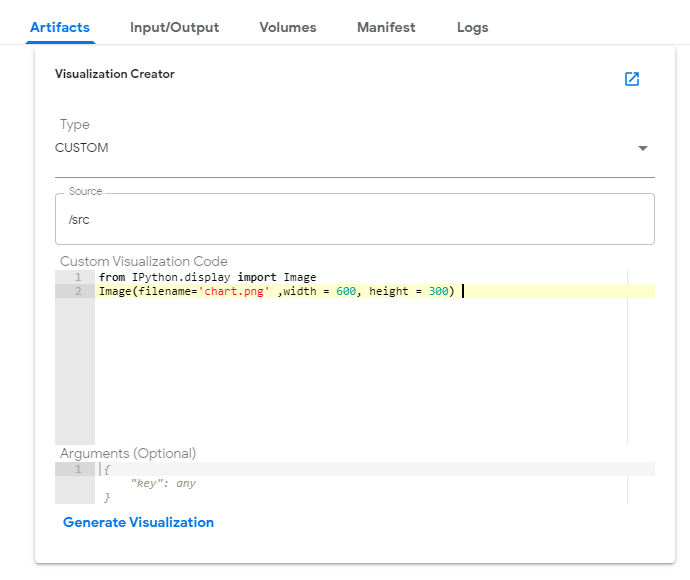 Artifacts Input/Output Volumes Manifest Logs
Visualization Creator
Type
CUSTOM
Source
/src
Custom Visualization Code
1 from IPython.display import Image
2 Image(filename='chart.png' ,width = 600, height = 300)
Arguments (Optional)
1 {
"key": any
}
Generate Visualization